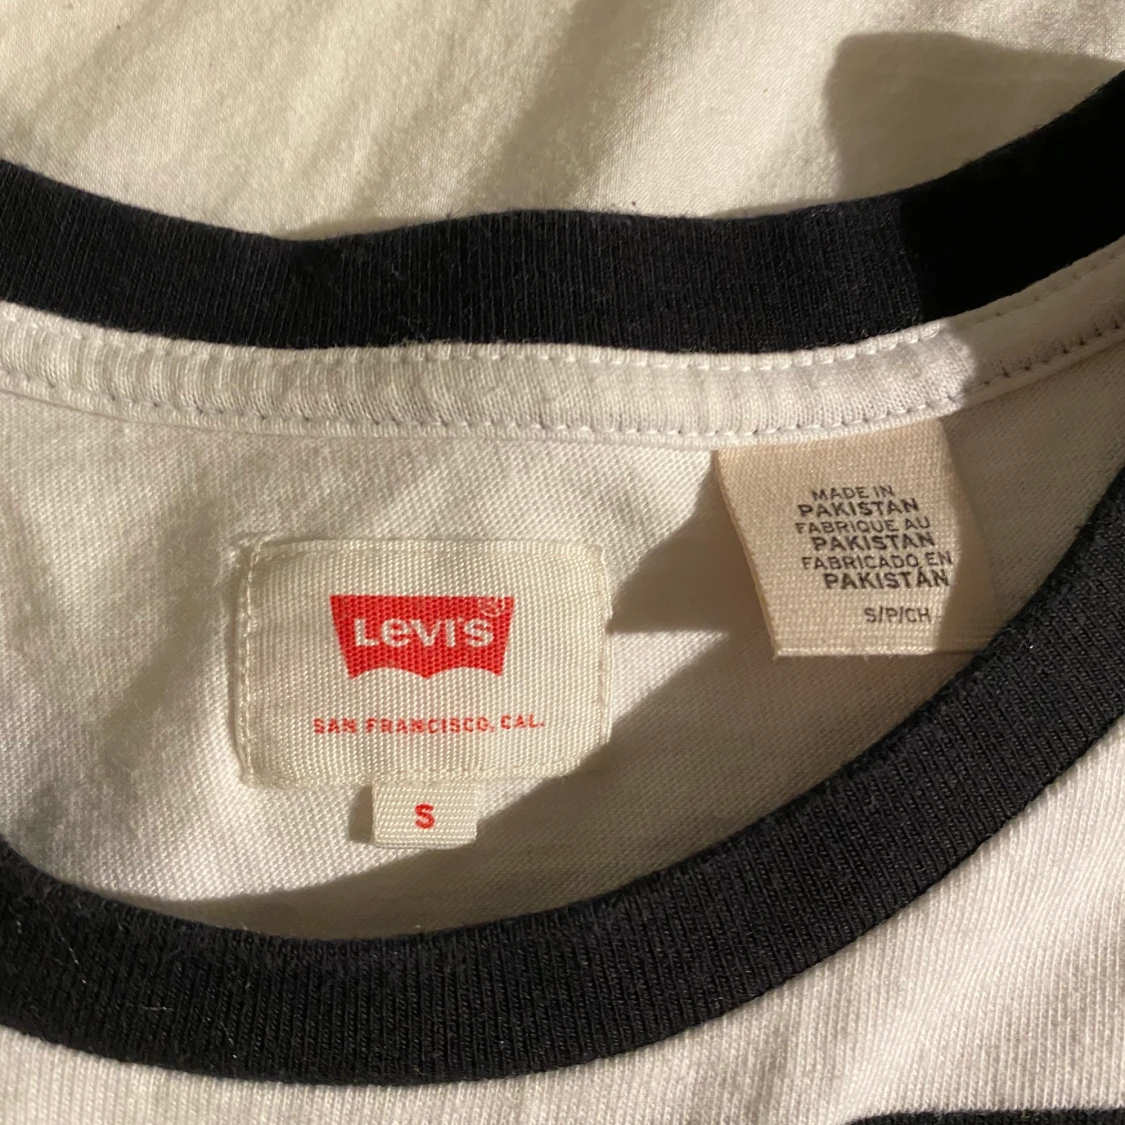 LEVI'S ®
SAN FRANCISCO, CAL.
S
MADE IN
PAKISTAN
FABRIQUE AU
PAKISTAN
FABRICADO EN
PAKISTÁN
S/P/CH